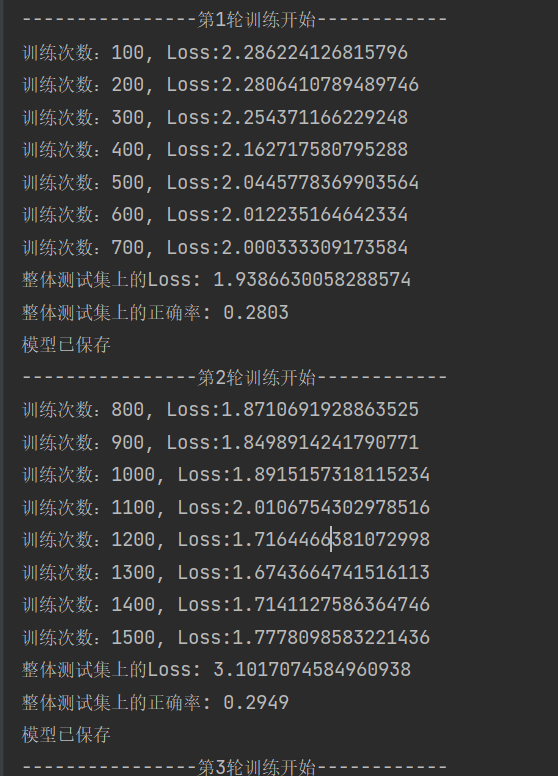 ----------------第1轮训练开始------------
训练次数：100, Loss:2.286224126815796
训练次数：200, Loss:2.2806410789489746
训练次数：300, Loss:2.254371166229248
训练次数：400, Loss:2.162717580795288
训练次数：500, Loss:2.0445778369903564
训练次数：600, Loss:2.012235164642334
训练次数：700, Loss:2.000333309173584
整体测试集上的Loss: 1.9386630058288574
整体测试集上的正确率: 0.2803
模型已保存
----------------第2轮训练开始------------
训练次数：800, Loss:1.8710691928863525
训练次数：900, Loss:1.8498914241790771
训练次数：1000, Loss:1.8915157318115234
训练次数：1100, Loss:2.0106754302978516
训练次数：1200, Loss:1.7164466381072998
训练次数：1300, Loss:1.6743664741516113
训练次数：1400, Loss:1.7141127586364746
训练次数：1500, Loss:1.7778098583221436
整体测试集上的Loss: 3.1017074584960938
整体测试集上的正确率: 0.2949
模型已保存
----------------第3轮训练开始------------